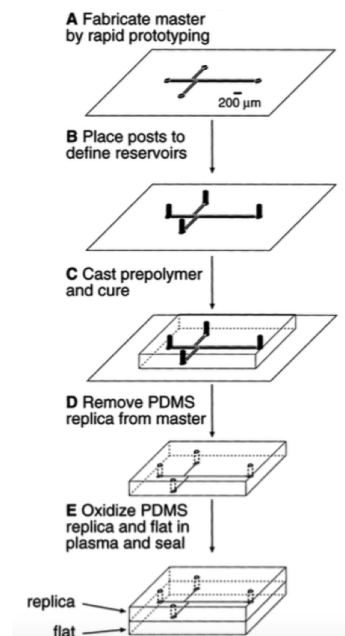 A Fabricate master
by rapid prototyping
200 μm
B Place posts to
define reservoirs
C Cast prepolymer
and cure
D Remove PDMS
replica from master
E Oxidize PDMS
replica and flat in
plasma and seal
replica
flat